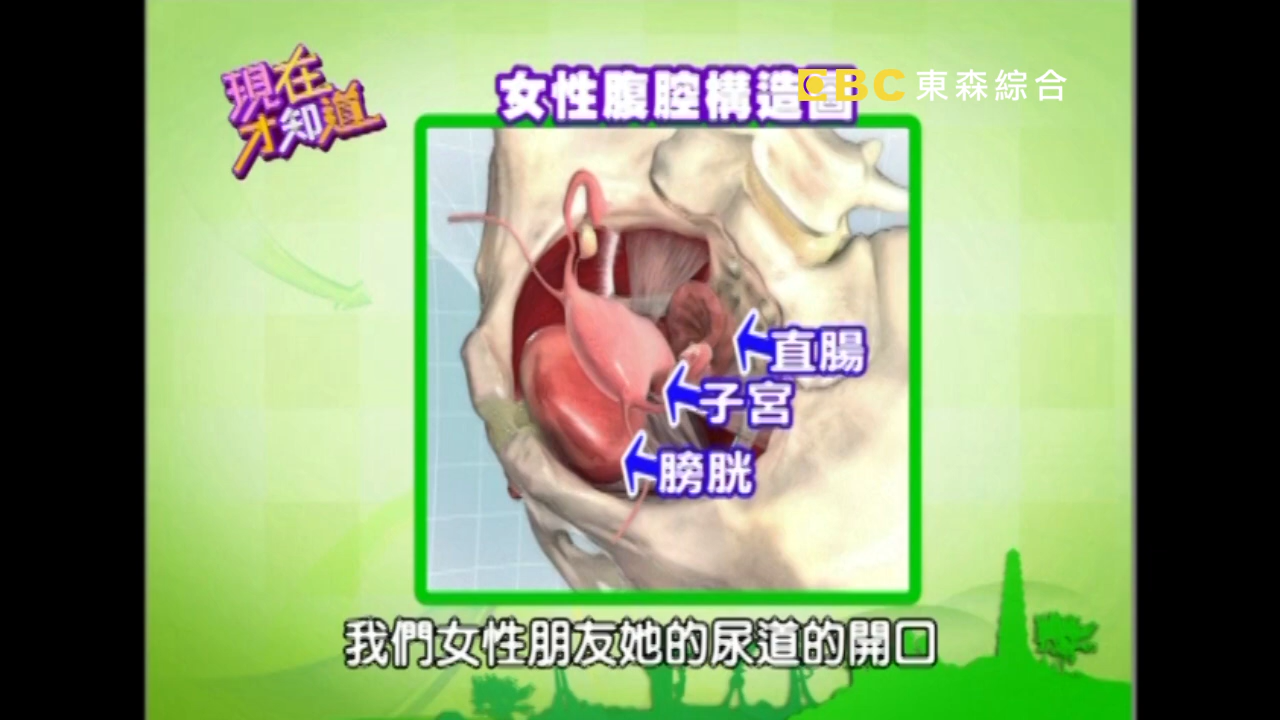 現在
才知道
女性腹腔構造圖
EBC 東森綜合
直腸
子宮
膀胱
我們女性朋友她的尿道的開口